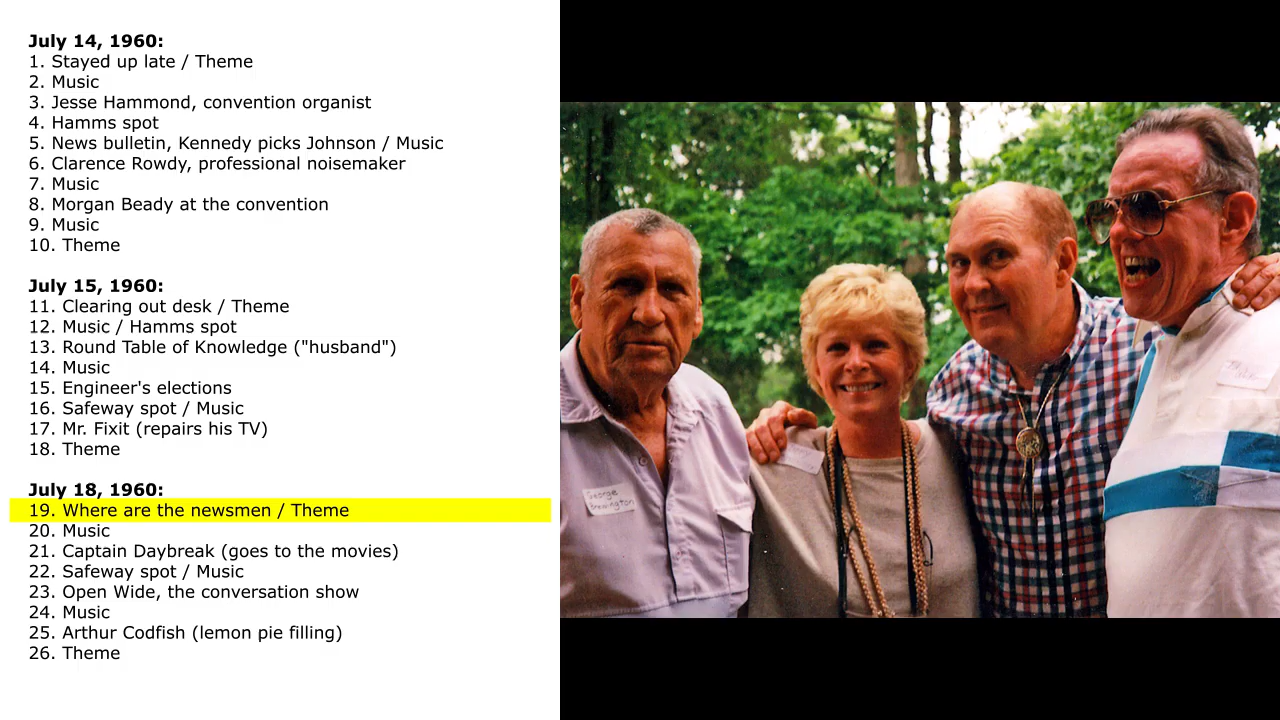 July 14, 1960:
1. Stayed up late / Theme
2. Music
3. Jesse Hammond, convention organist
4. Hamms spot
5. News bulletin, Kennedy picks Johnson / Music
6. Clarence Rowdy, professional noisemaker
7. Music
8. Morgan Beady at the convention
9. Music
10. Theme
July 15, 1960:
11. Clearing out desk / Theme
12. Music / Hamms spot
13. Round Table of Knowledge ("husband")
14. Music
15. Engineer's elections
16. Safeway spot / Music
17. Mr. Fixit (repairs his TV)
18. Theme
July 18, 1960:
19. Where are the newsmen / Theme
20. Music
21. Captain Daybreak (goes to the movies)
22. Safeway spot / Music
23. Open Wide, the conversation show
24. Music
25. Arthur Codfish (lemon pie filling)
26. Theme
George